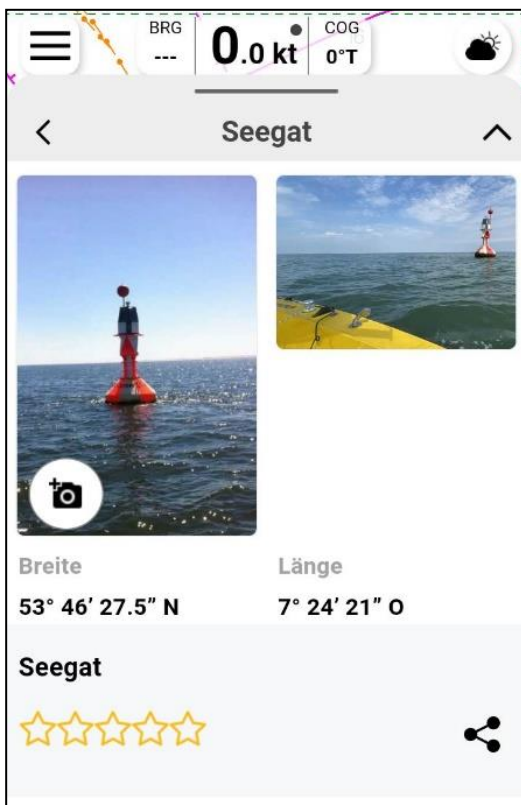 BRG
---
0.0 kt
COG
0°T
Seegat
Breite
Länge
53° 46’ 27.5” N
7° 24’ 21” O
Seegat